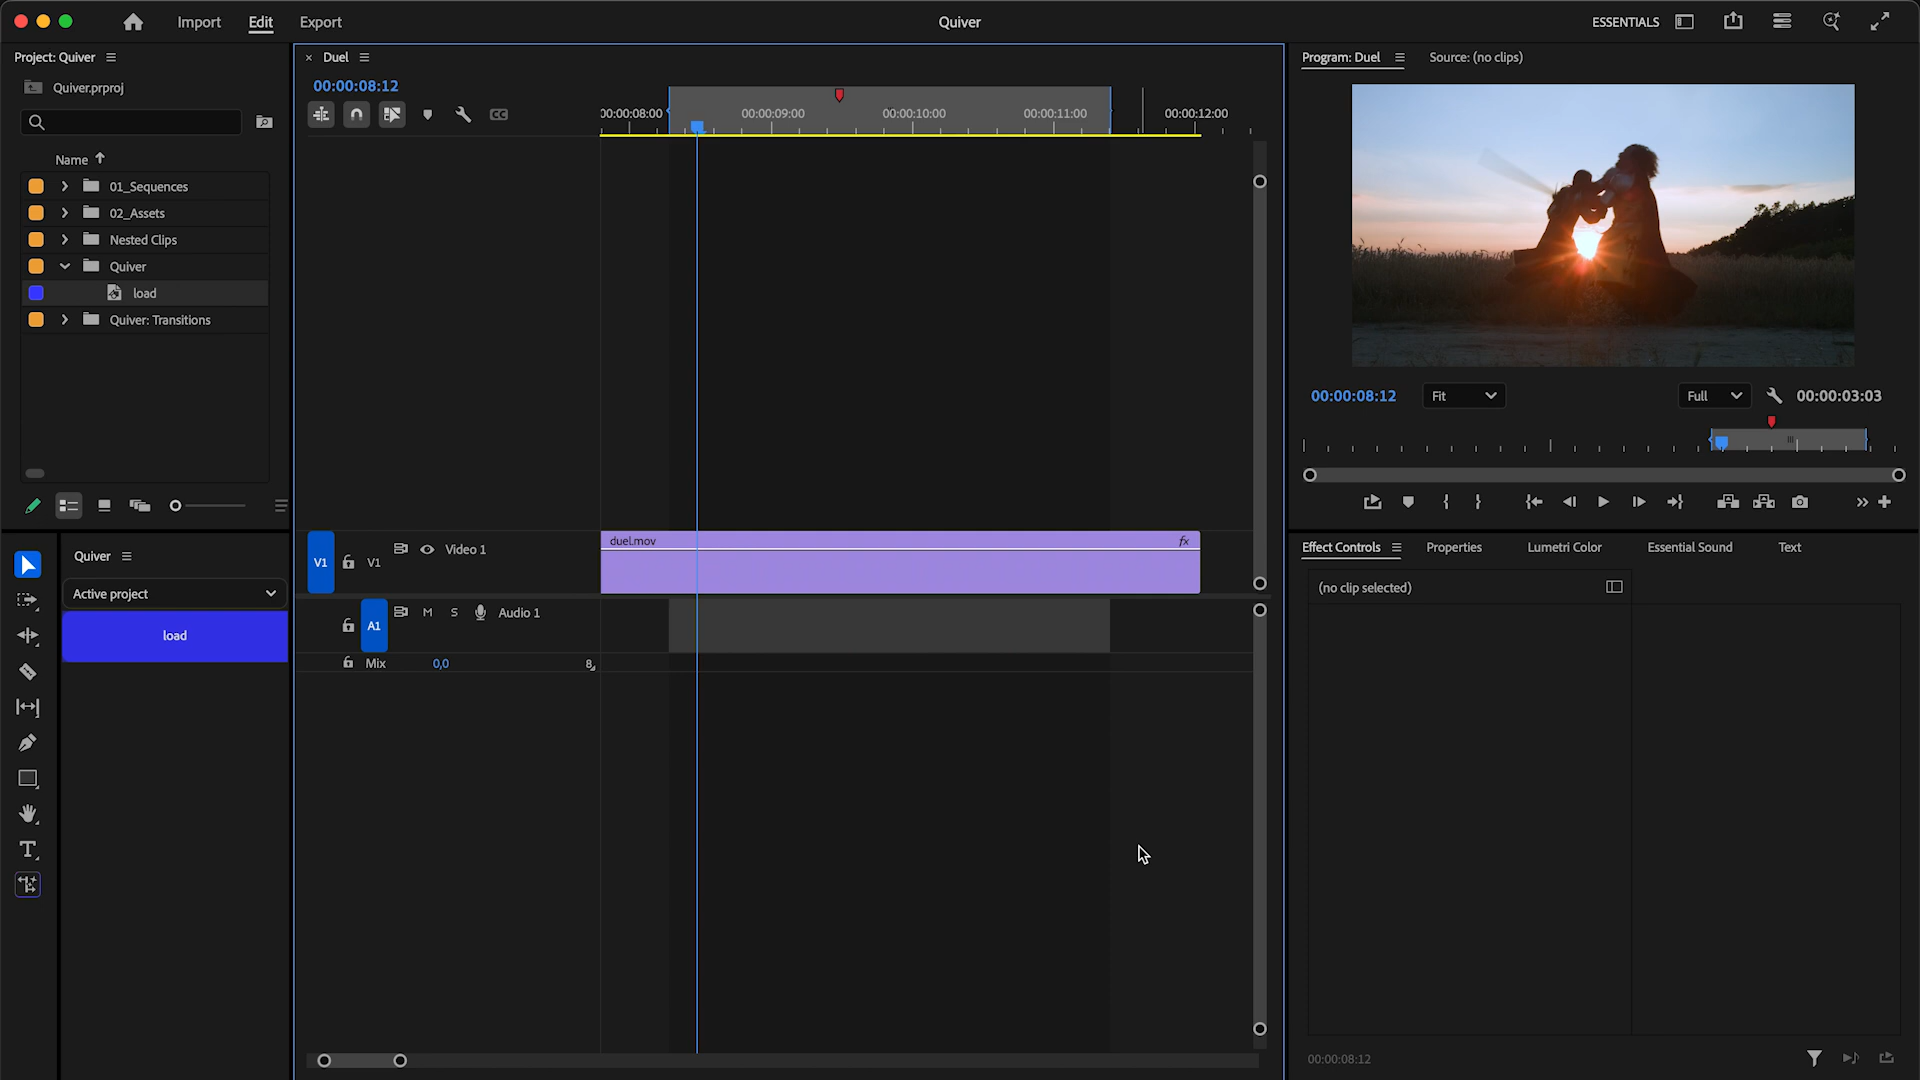 Import Edit Export
Quiver
ESSENTIALS
Project: Quiver
Quiver.prproj
Name
01_Sequences
02_Assets
Nested Clips
Quiver
load
Quiver: Transitions
Quiver
Active project
load
Duel
00:00:08:12
00:00:08:00 00:00:09:00 00:00:10:00 00:00:11:00 00:00:12:00
duel.mov fx
V1 V1 Video 1
A1 M S Audio 1
Mix 0,0
Program: Duel Source: (no clips)
00:00:08:12 Fit Full 00:00:03:03
Effect Controls Properties Lumetri Color Essential Sound Text
(no clip selected)
00:00:08:12